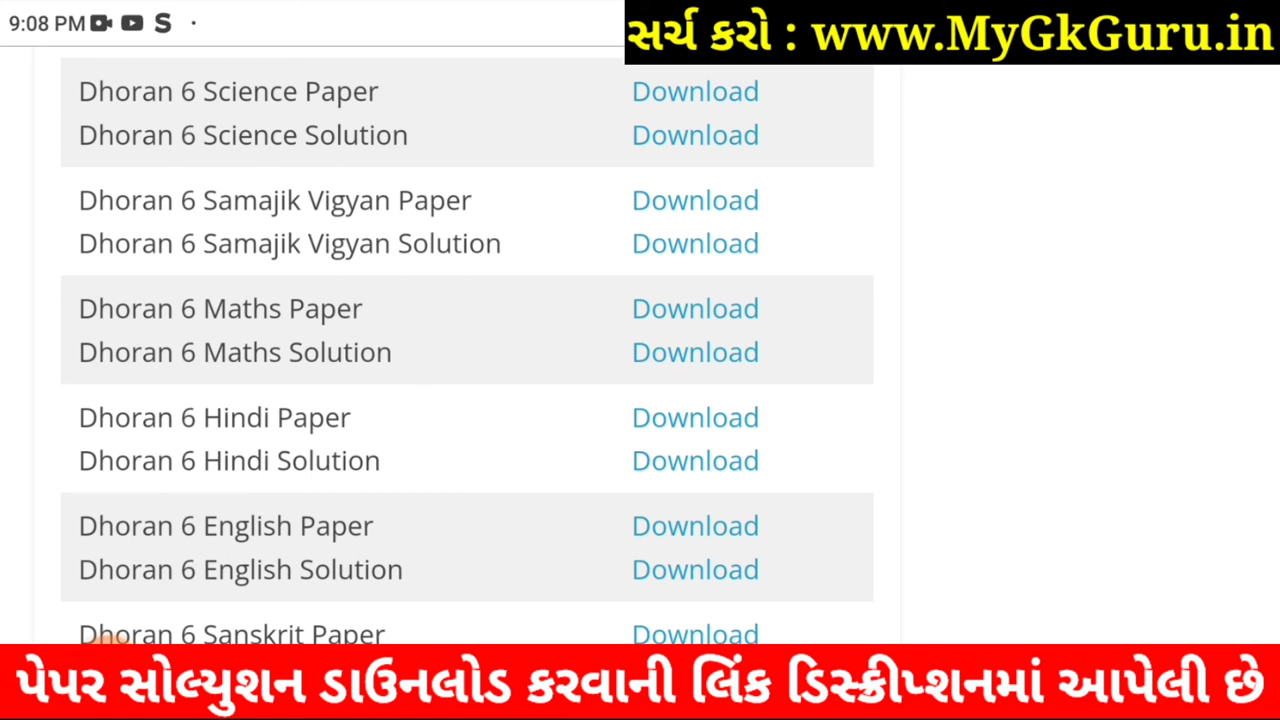 9:08 PM
સર્ચ કરો : www.MyGkGuru.in
Dhoran 6 Science Paper Download
Dhoran 6 Science Solution Download
Dhoran 6 Samajik Vigyan Paper Download
Dhoran 6 Samajik Vigyan Solution Download
Dhoran 6 Maths Paper Download
Dhoran 6 Maths Solution Download
Dhoran 6 Hindi Paper Download
Dhoran 6 Hindi Solution Download
Dhoran 6 English Paper Download
Dhoran 6 English Solution Download
Dhoran 6 Sanskrit Paper Download
પેપર સોલ્યુશન ડાઉનલોડ કરવાની લિંક ડિસ્ક્રીપ્શનમાં આપેલી છે